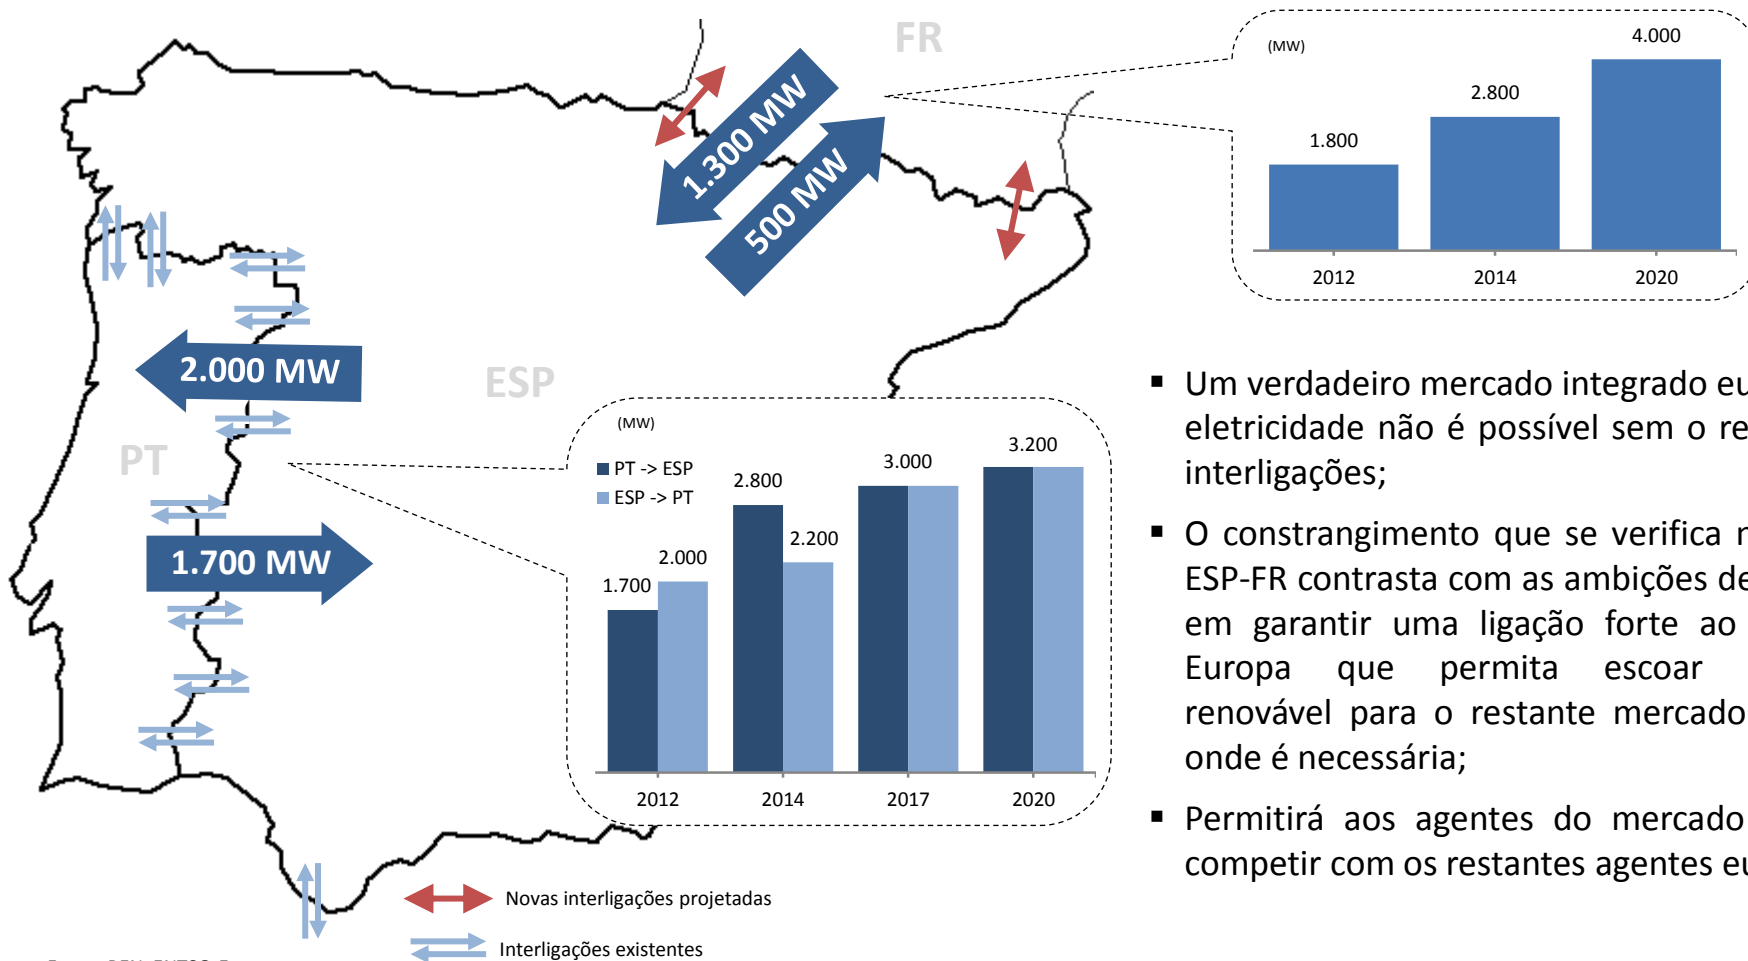 FR
1.300 MW
500 MW
2.000 MW
ESP
PT
1.700 MW
(MW)
1.800
2.800
4.000
2012
2014
2020
(MW)
PT -> ESP
ESP -> PT
1.700
2.000
2.800
2.200
3.000
3.200
2012
2014
2017
2020
▪ Um verdadeiro mercado integrado eu
eletricidade não é possível sem o re
interligações;
▪ O constrangimento que se verifica n
ESP-FR contrasta com as ambições de
em garantir uma ligação forte ao
Europa que permita escoar
renovável para o restante mercado
onde é necessária;
▪ Permitirá aos agentes do mercado
competir com os restantes agentes eu
Novas interligações projetadas
Interligações existentes